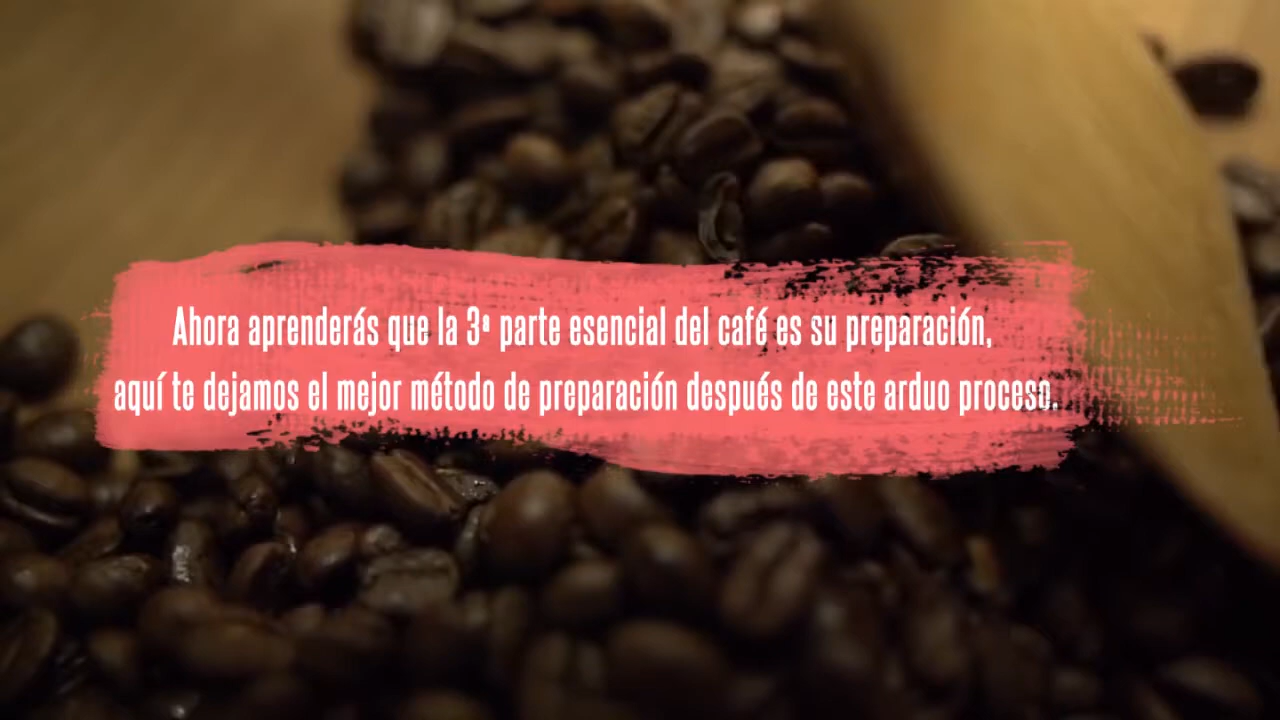 Ahora aprenderás que la 3ª parte esencial del café es su preparación,
aquí te dejamos el mejor método de preparación después de este arduo proceso.